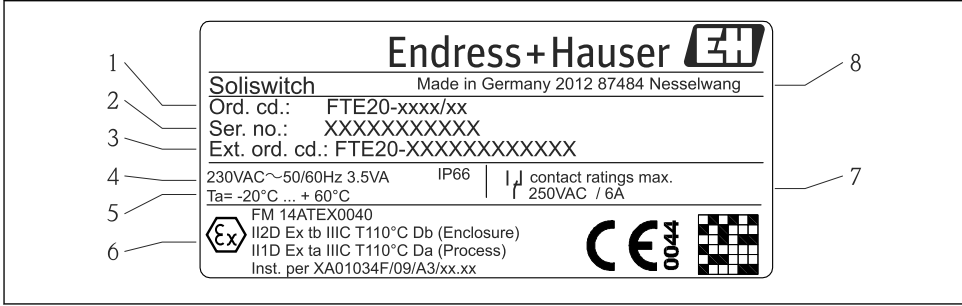 Endress+Hauser EH
Soliswitch Made in Germany 2012 87484 Nesselwang
1 Ord. cd.: FTE20-xxxx/xx 8
2 Ser. no.: XXXXXXXXXXX
3 Ext. ord. cd.: FTE20-XXXXXXXXXXXX
4 230VAC~50/60Hz 3.5VA IP66 contact ratings max. 7
5 Ta= -20°C ... + 60°C 250VAC / 6A
FM 14ATEX0040
6 Ex II2D Ex tb IIIC T110°C Db (Enclosure)
II1D Ex ta IIIC T110°C Da (Process)
Inst. per XA01034F/09/A3/xx.xx
CE 0044